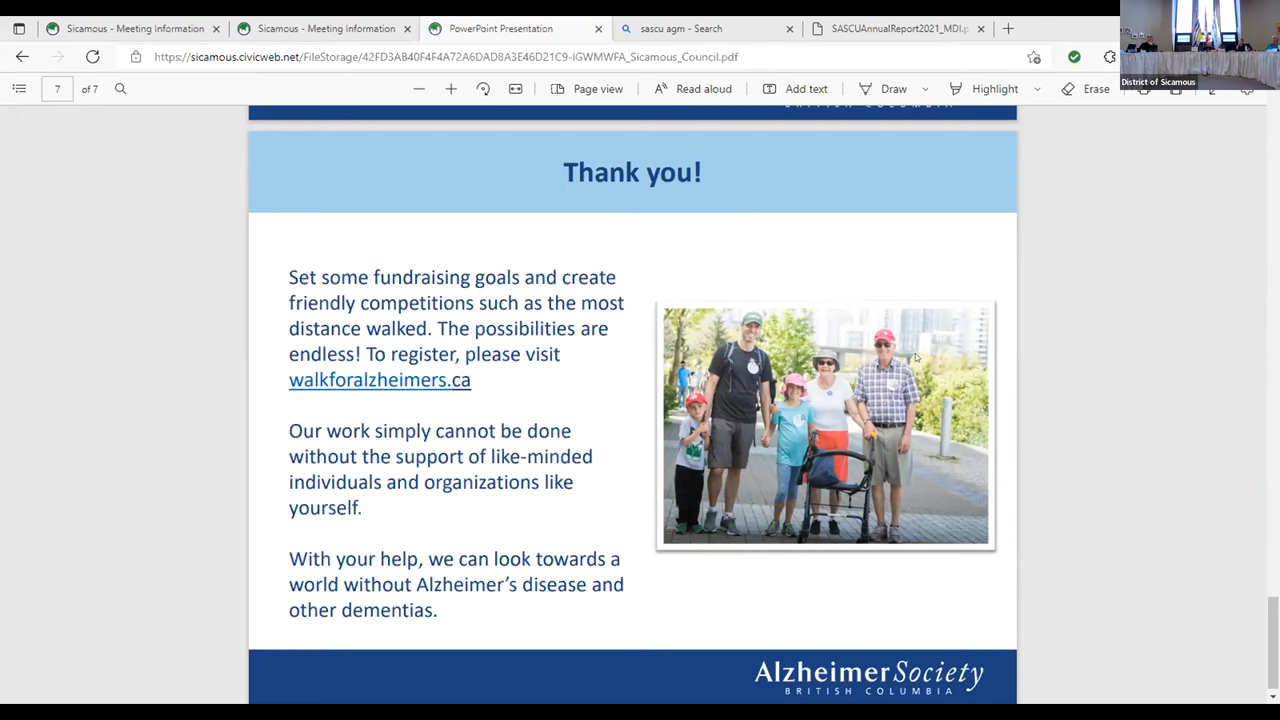 Sicamous - Meeting Information
Sicamous - Meeting Information
PowerPoint Presentation
sascu agm - Search
SASCUAnnualReport2021_MDI.p
https://sicamous.civicweb.net/FileStorage/42FD3AB40F4F4A72A6DAD8A3E46D21C9-IGWMWFA_Sicamous_Council.pdf
District of Sicamous
7 of 7
Page view
Read aloud
Add text
Draw
Highlight
Erase
Thank you!
Set some fundraising goals and create
friendly competitions such as the most
distance walked. The possibilities are
endless! To register, please visit
walkforalzheimers.ca
Our work simply cannot be done
without the support of like-minded
individuals and organizations like
yourself.
With your help, we can look towards a
world without Alzheimer's disease and
other dementias.
AlzheimerSociety
BRITISH COLUMBIA